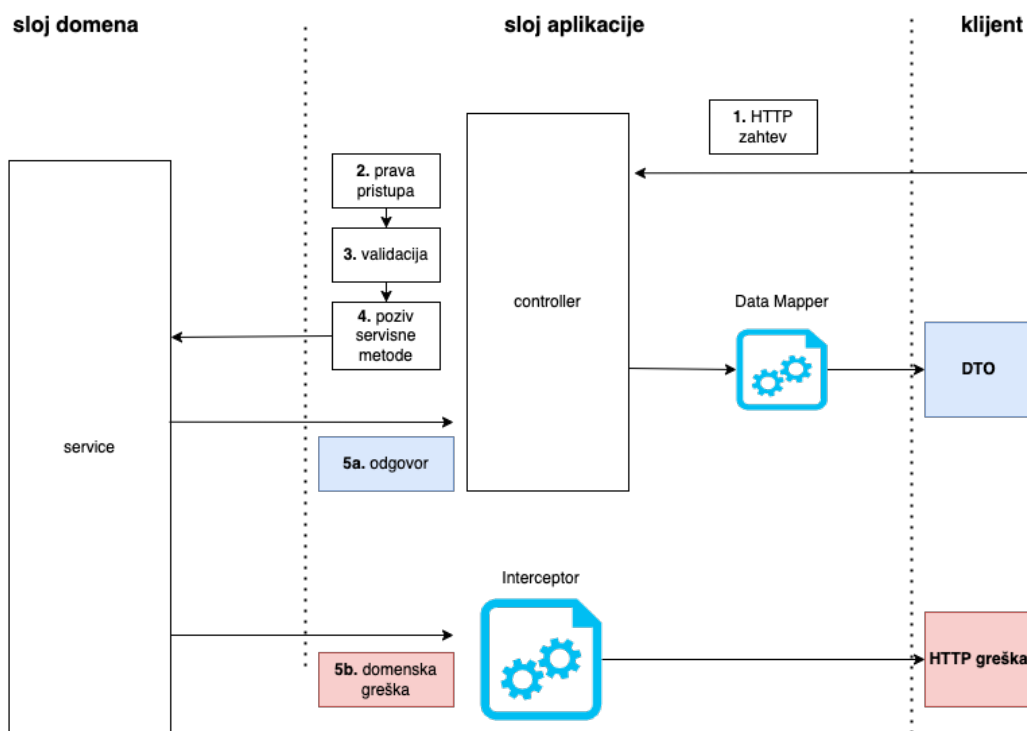 sloj domena
sloj aplikacije
klijent
1. HTTP
zahtev
2. prava
pristupa
3. validacija
4. poziv
servisne
metode
controller
Data Mapper
DTO
service
5a. odgovor
Interceptor
5b. domenska
greška
HTTP greška